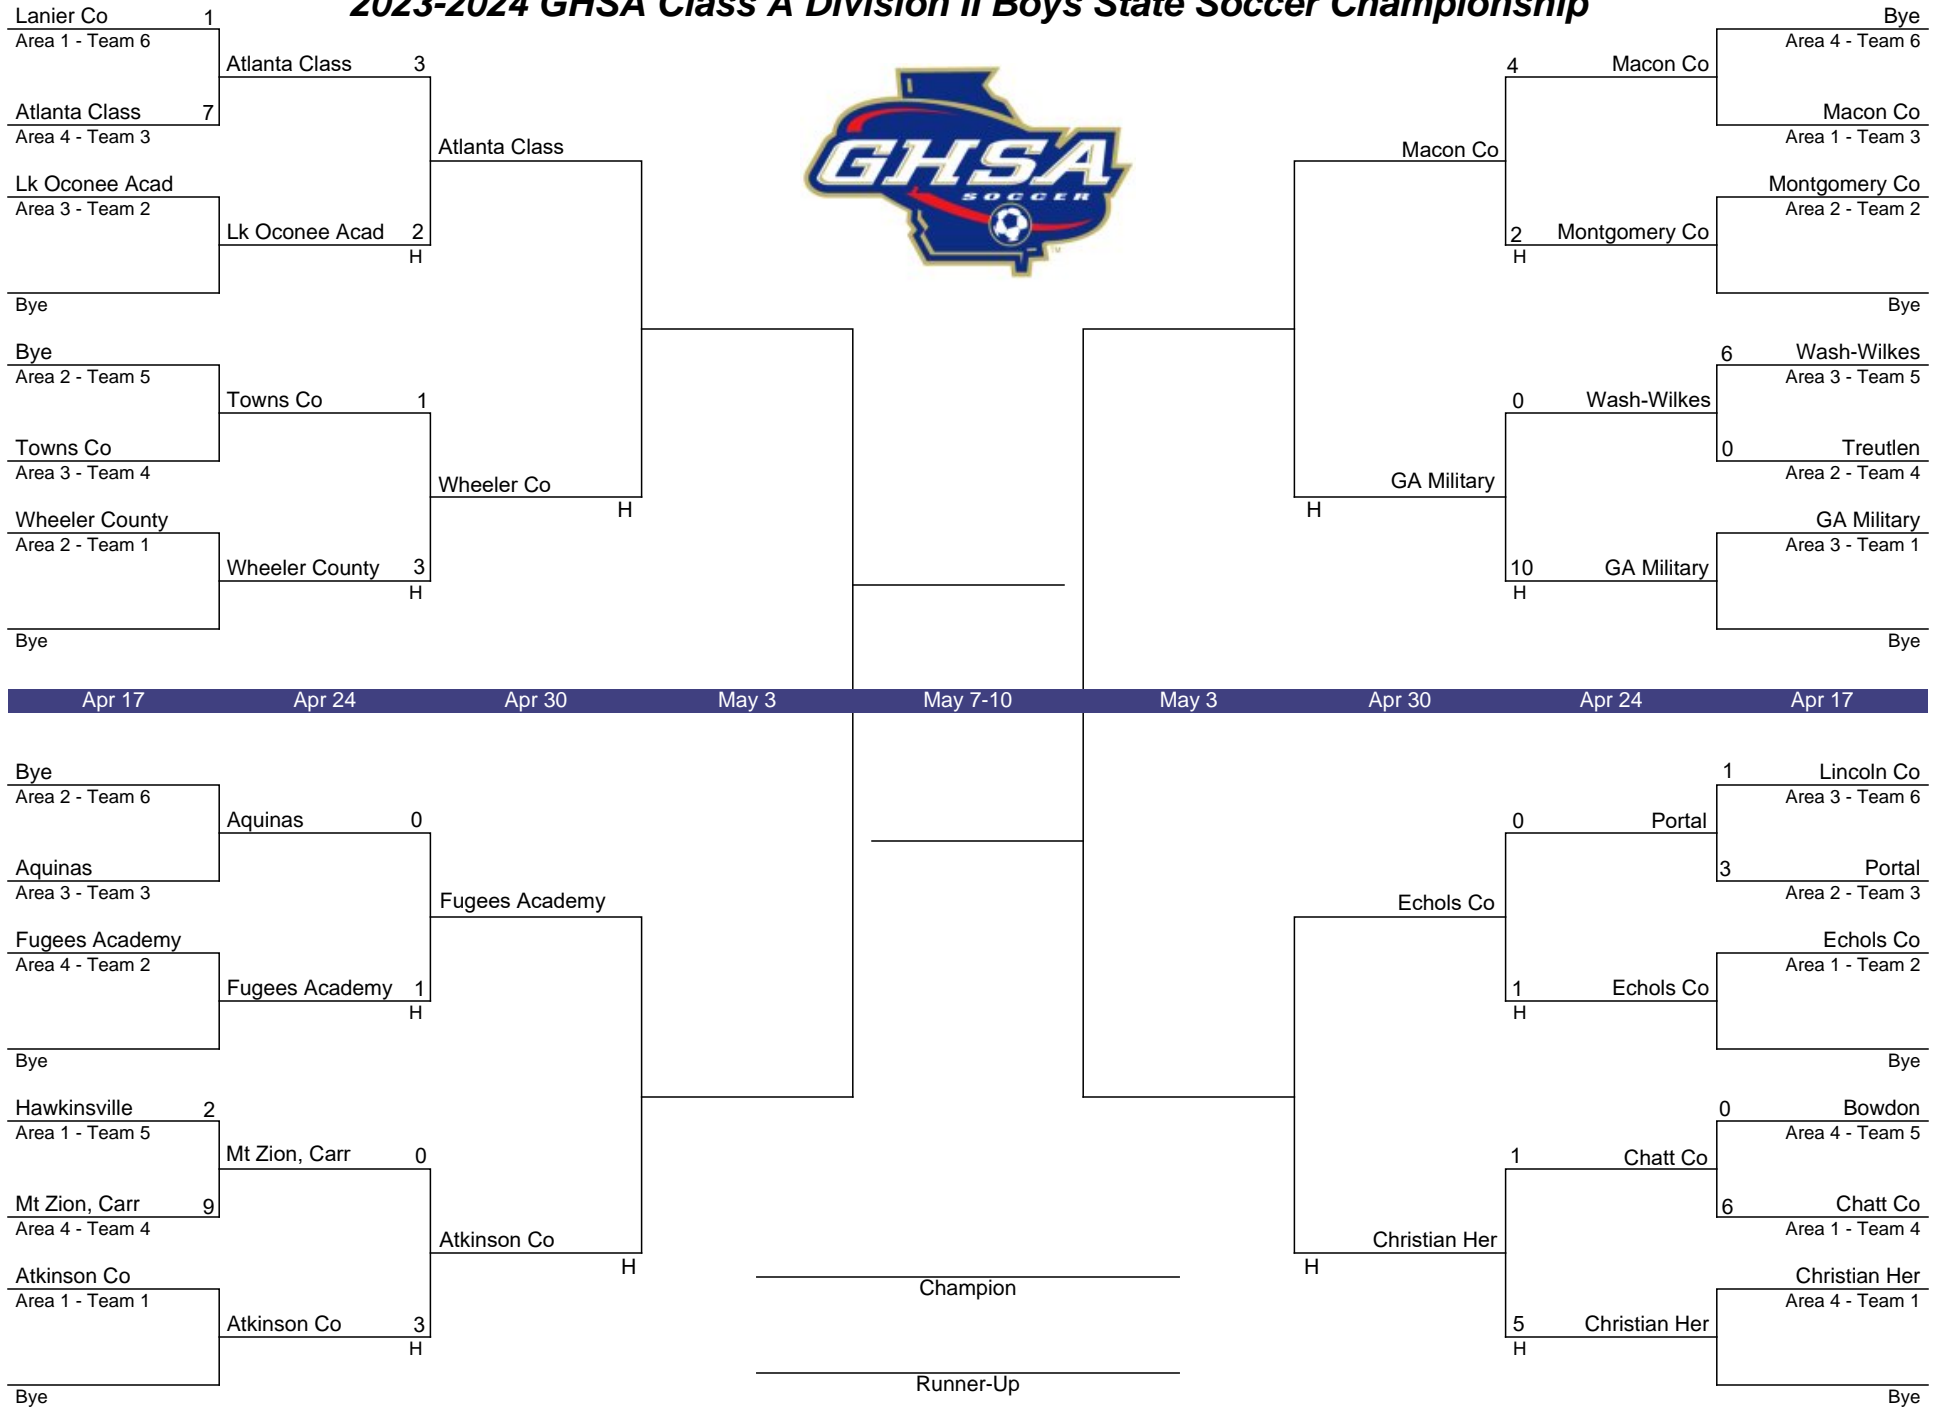 2023-2024 GHSA Class A Division II Boys State Soccer Championship
GHSA
SOCCER
TM
Lanier Co 1
Area 1 - Team 6
Atlanta Class 3
Atlanta Class 7
Area 4 - Team 3
Atlanta Class
Lk Oconee Acad
Area 3 - Team 2
Lk Oconee Acad 2
H
Bye
Bye
Area 2 - Team 5
Towns Co 1
Towns Co
Area 3 - Team 4
Wheeler Co
H
Wheeler County
Area 2 - Team 1
Wheeler County 3
H
Bye
Bye
Area 4 - Team 6
4 Macon Co
Macon Co
Area 1 - Team 3
Macon Co
Montgomery Co
Area 2 - Team 2
2 Montgomery Co
H
Bye
6 Wash-Wilkes
Area 3 - Team 5
0 Wash-Wilkes
0 Treutlen
Area 2 - Team 4
GA Military
H
GA Military
Area 3 - Team 1
10 GA Military
H
Bye
Apr 17 Apr 24 Apr 30 May 3 May 7-10 May 3 Apr 30 Apr 24 Apr 17
Bye
Area 2 - Team 6
Aquinas 0
Aquinas
Area 3 - Team 3
Fugees Academy
Fugees Academy
Area 4 - Team 2
Fugees Academy 1
H
Bye
Hawkinsville 2
Area 1 - Team 5
Mt Zion, Carr 0
Mt Zion, Carr 9
Area 4 - Team 4
Atkinson Co
H
Atkinson Co
Area 1 - Team 1
Atkinson Co 3
H
Bye
Champion
Runner-Up
1 Lincoln Co
Area 3 - Team 6
0 Portal
3 Portal
Area 2 - Team 3
Echols Co
Echols Co
Area 1 - Team 2
1 Echols Co
H
Bye
0 Bowdon
Area 4 - Team 5
1 Chatt Co
6 Chatt Co
Area 1 - Team 4
Christian Her
H
Christian Her
Area 4 - Team 1
5 Christian Her
H
Bye